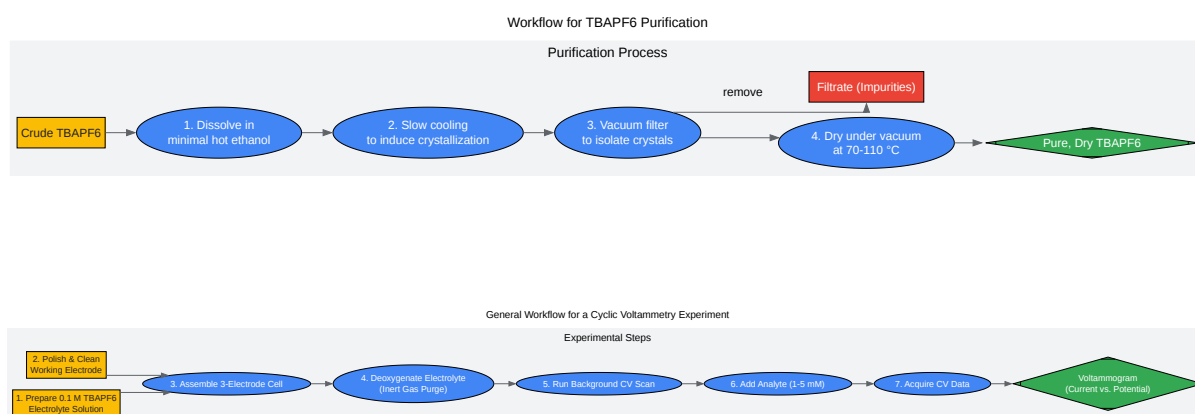 Workflow for TBAPF6 Purification
Purification Process
Crude TBAPF6
1. Dissolve in
minimal hot ethanol
2. Slow cooling
to induce crystallization
3. Vacuum filter
to isolate crystals
remove
Filtrate (Impurities)
4. Dry under vacuum
at 70-110 °C
Pure, Dry TBAPF6
General Workflow for a Cyclic Voltammetry Experiment
Experimental Steps
2. Polish & Clean
Working Electrode
1. Prepare 0.1 M TBAPF6
Electrolyte Solution
3. Assemble 3-Electrode Cell
4. Deoxygenate Electrolyte
(Inert Gas Purge)
5. Run Background CV Scan
6. Add Analyte (1-5 mM)
7. Acquire CV Data
Voltammogram
(Current vs. Potential)